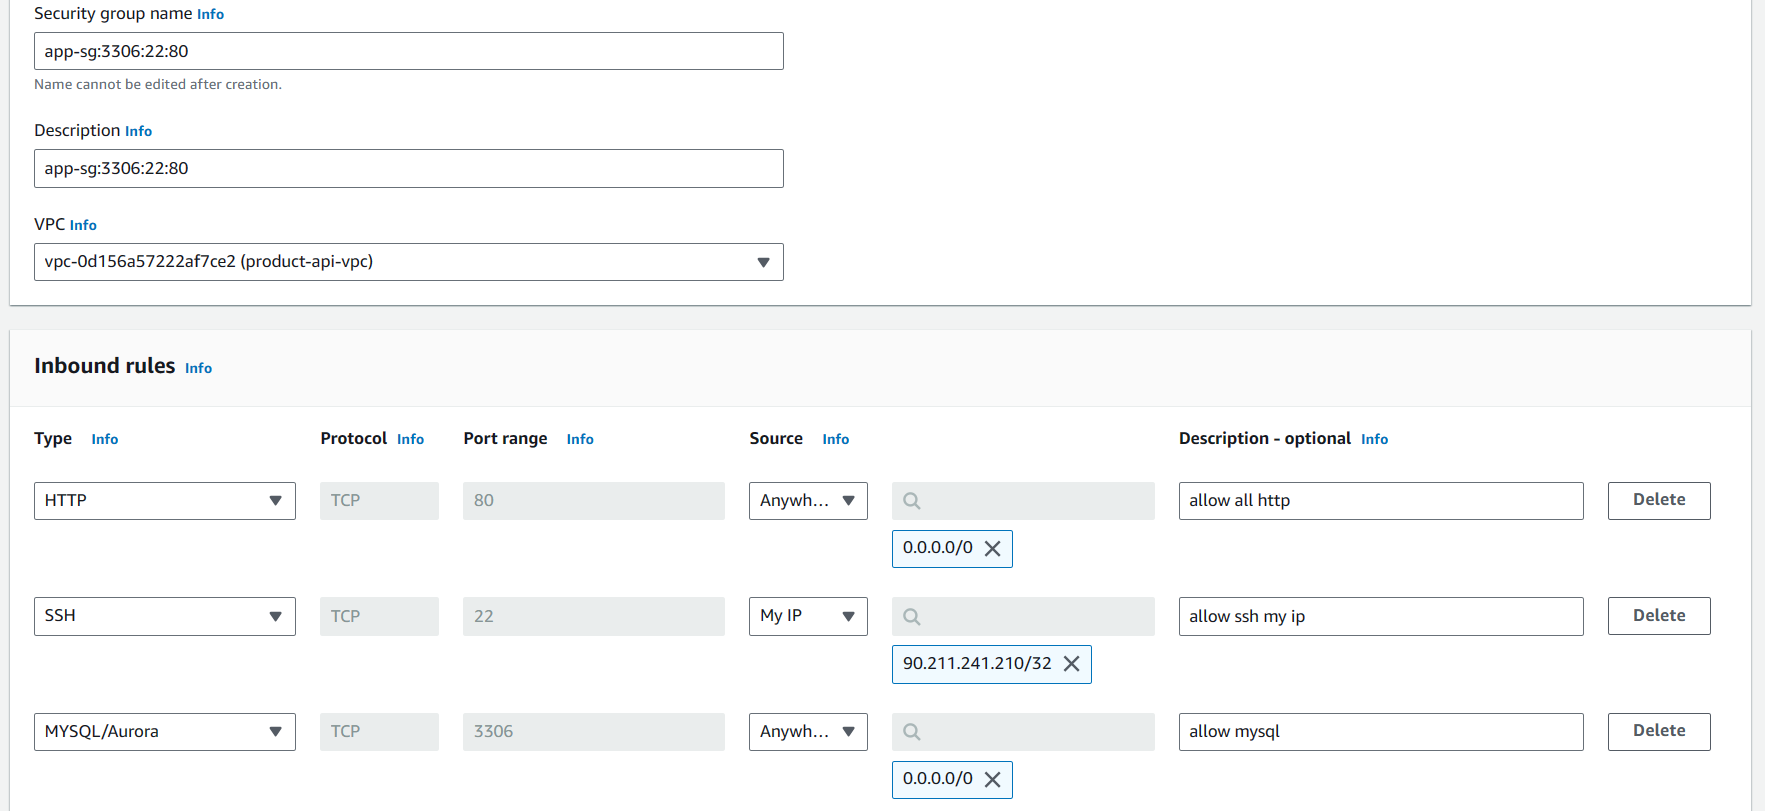 Security group name Info
app-sg:3306:22:80
Name cannot be edited after creation.
Description Info
app-sg:3306:22:80
VPC Info
vpc-0d156a57222af7ce2 (product-api-vpc)
Inbound rules Info
Type Info Protocol Info Port range Info Source Info Description - optional Info
HTTP TCP 80 Anywh... allow all http Delete
0.0.0.0/0
SSH TCP 22 My IP allow ssh my ip Delete
90.211.241.210/32
MYSQL/Aurora TCP 3306 Anywh... allow mysql Delete
0.0.0.0/0